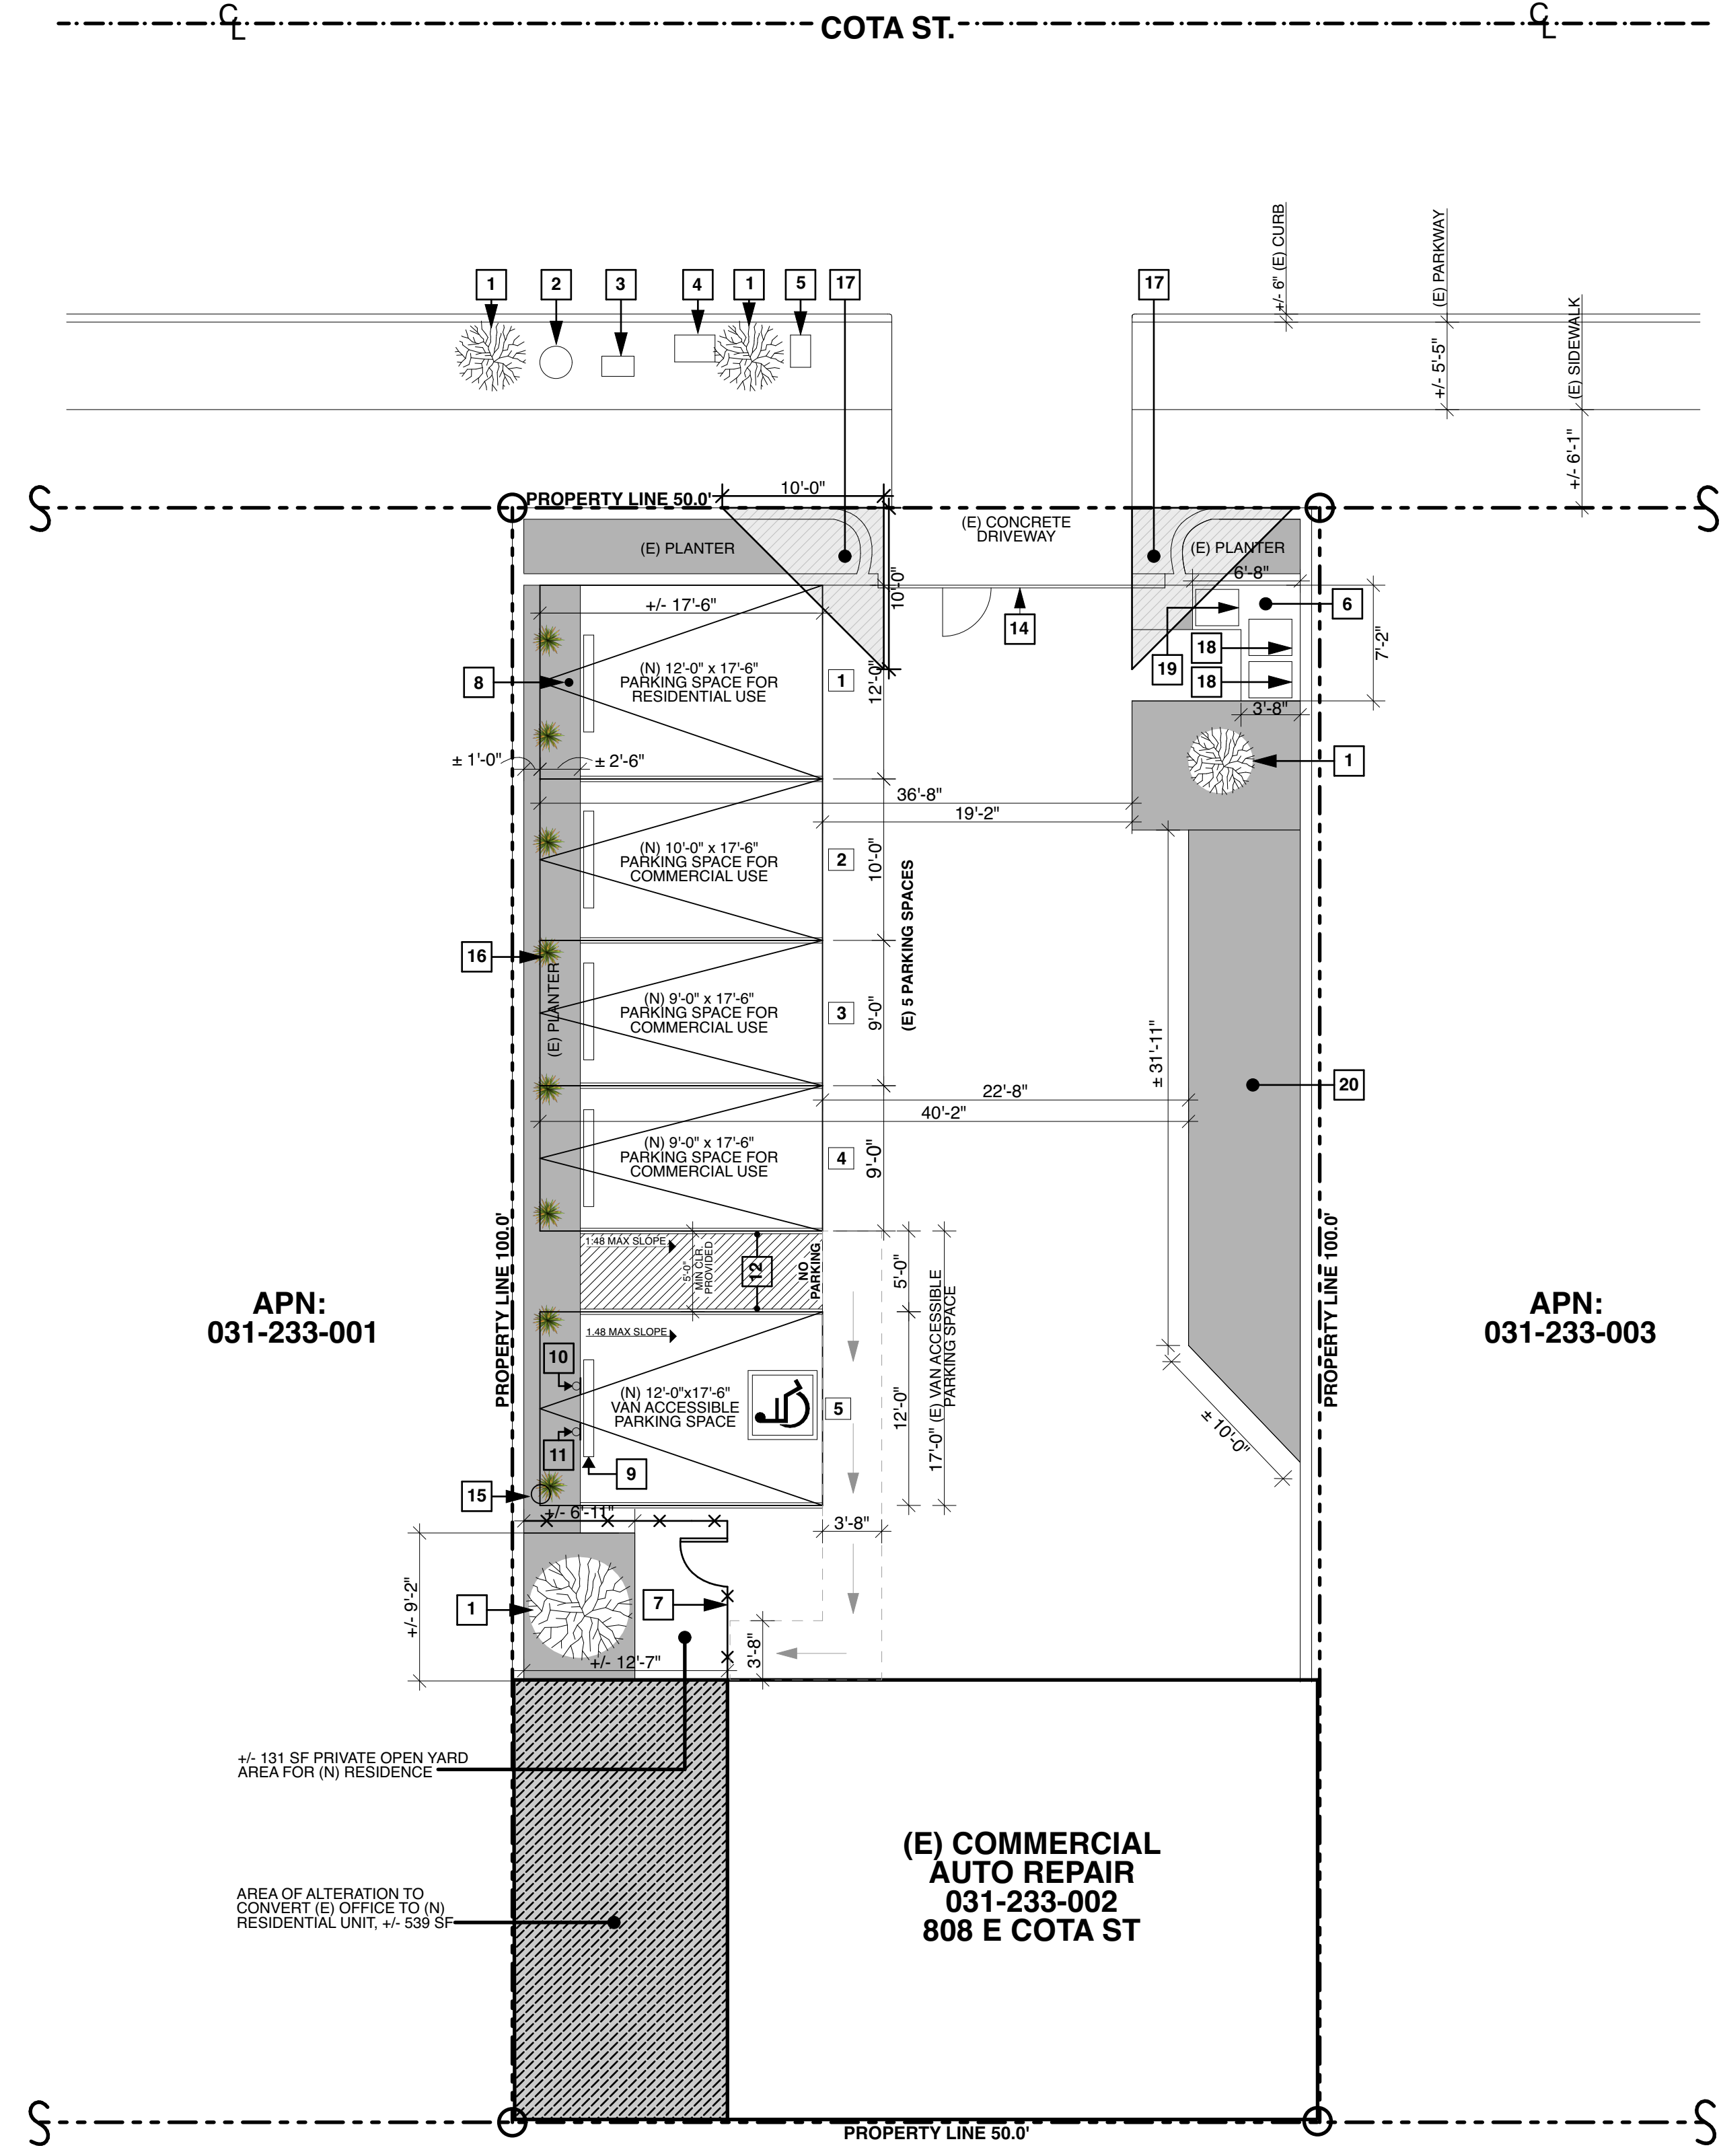 CL
CL
COTA ST.
+/- 6" (E) CURB
(E) PARKWAY
+/- 5'-5"
(E) SIDEWALK
+/- 6'-1"
1
2
3
4
1
5
17
17
S
S
PROPERTY LINE 50.0'
10'-0"
(E) CONCRETE
DRIVEWAY
(E) PLANTER
(E) PLANTER
10'-0"
6'-8"
+/- 17'-6"
14
6
19
18
18
7'-2"
3'-8"
8
(N) 12'-0" x 17'-6"
PARKING SPACE FOR
RESIDENTIAL USE
1
12'-0"
± 1'-0"
± 2'-6"
1
36'-8"
19'-2"
(N) 10'-0" x 17'-6"
PARKING SPACE FOR
COMMERCIAL USE
2
10'-0"
(E) 5 PARKING SPACES
16
(E) PLANTER
(N) 9'-0" x 17'-6"
PARKING SPACE FOR
COMMERCIAL USE
3
9'-0"
± 31'-11"
20
22'-8"
40'-2"
(N) 9'-0" x 17'-6"
PARKING SPACE FOR
COMMERCIAL USE
4
9'-0"
PROPERTY LINE 100.0'
PROPERTY LINE 100.0'
1:48 MAX SLOPE
5'-0"
MIN CLR.
PROVIDED
12
NO
PARKING
5'-0"
APN:
031-233-001
APN:
031-233-003
1.48 MAX SLOPE
10
11
(N) 12'-0"x17'-6"
VAN ACCESSIBLE
PARKING SPACE
5
12'-0"
17'-0" (E) VAN ACCESSIBLE
PARKING SPACE
± 10'-0"
9
15
+/- 6'-11"
3'-8"
+/- 9'-2"
1
7
3'-8"
+/- 12'-7"
+/- 131 SF PRIVATE OPEN YARD
AREA FOR (N) RESIDENCE
AREA OF ALTERATION TO
CONVERT (E) OFFICE TO (N)
RESIDENTIAL UNIT, +/- 539 SF
(E) COMMERCIAL
AUTO REPAIR
031-233-002
808 E COTA ST
S
S
PROPERTY LINE 50.0'